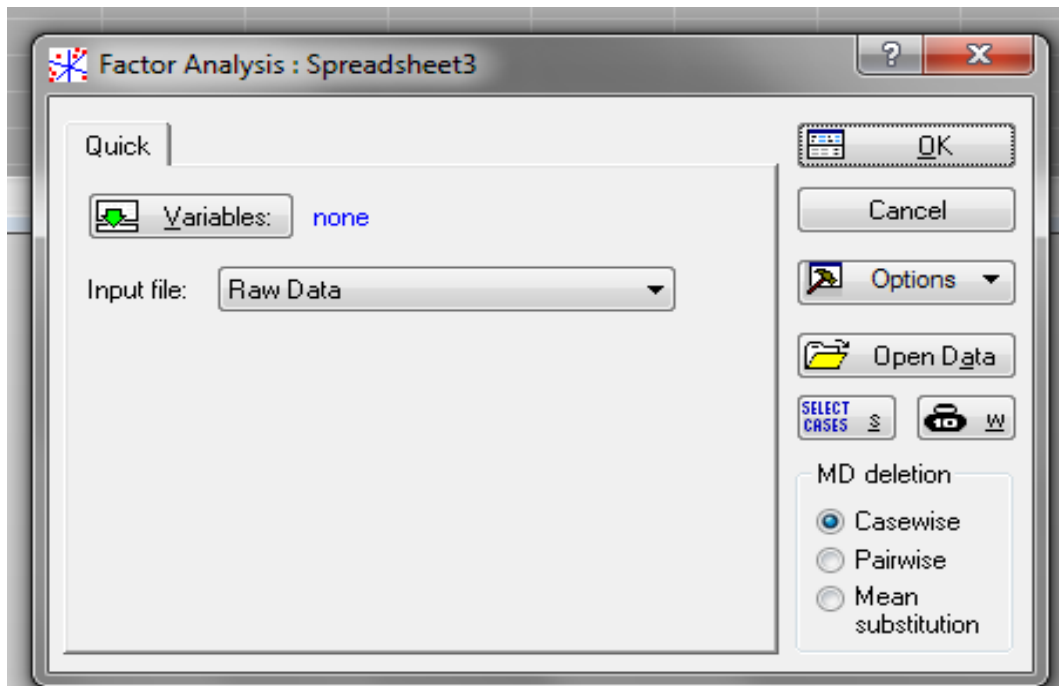 Factor Analysis : Spreadsheet3
?
X
Quick
OK
Variables: none
Cancel
Input file: Raw Data
Options
Open Data
SELECT
CASES S
10 W
MD deletion
Casewise
Pairwise
Mean
substitution